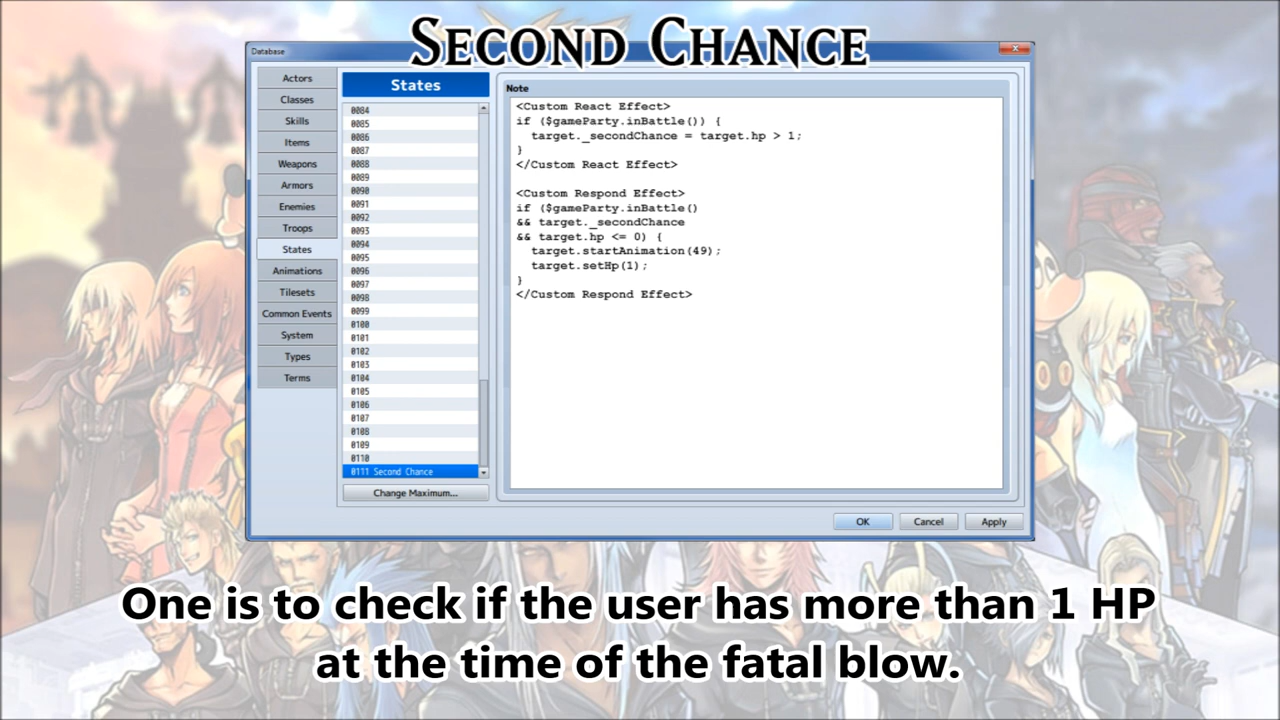 Second Chance
Database
Actors
Classes
Skills
Items
Weapons
Armors
Enemies
Troops
States
Animations
Tilesets
Common Events
System
Types
Terms
States
0084
0085
0086
0087
0088
0089
0090
0091
0092
0093
0094
0095
0096
0097
0098
0099
0100
0101
0102
0103
0104
0105
0106
0107
0108
0109
0110
0111 Second Chance
Change Maximum...
Note
<Custom React Effect>
if ($gameParty.inBattle()) {
  target._secondChance = target.hp > 1;
}
</Custom React Effect>
<Custom Respond Effect>
if ($gameParty.inBattle()
&& target._secondChance
&& target.hp <= 0) {
  target.startAnimation(49);
  target.setHp(1);
}
</Custom Respond Effect>
OK
Cancel
Apply
One is to check if the user has more than 1 HP
at the time of the fatal blow.